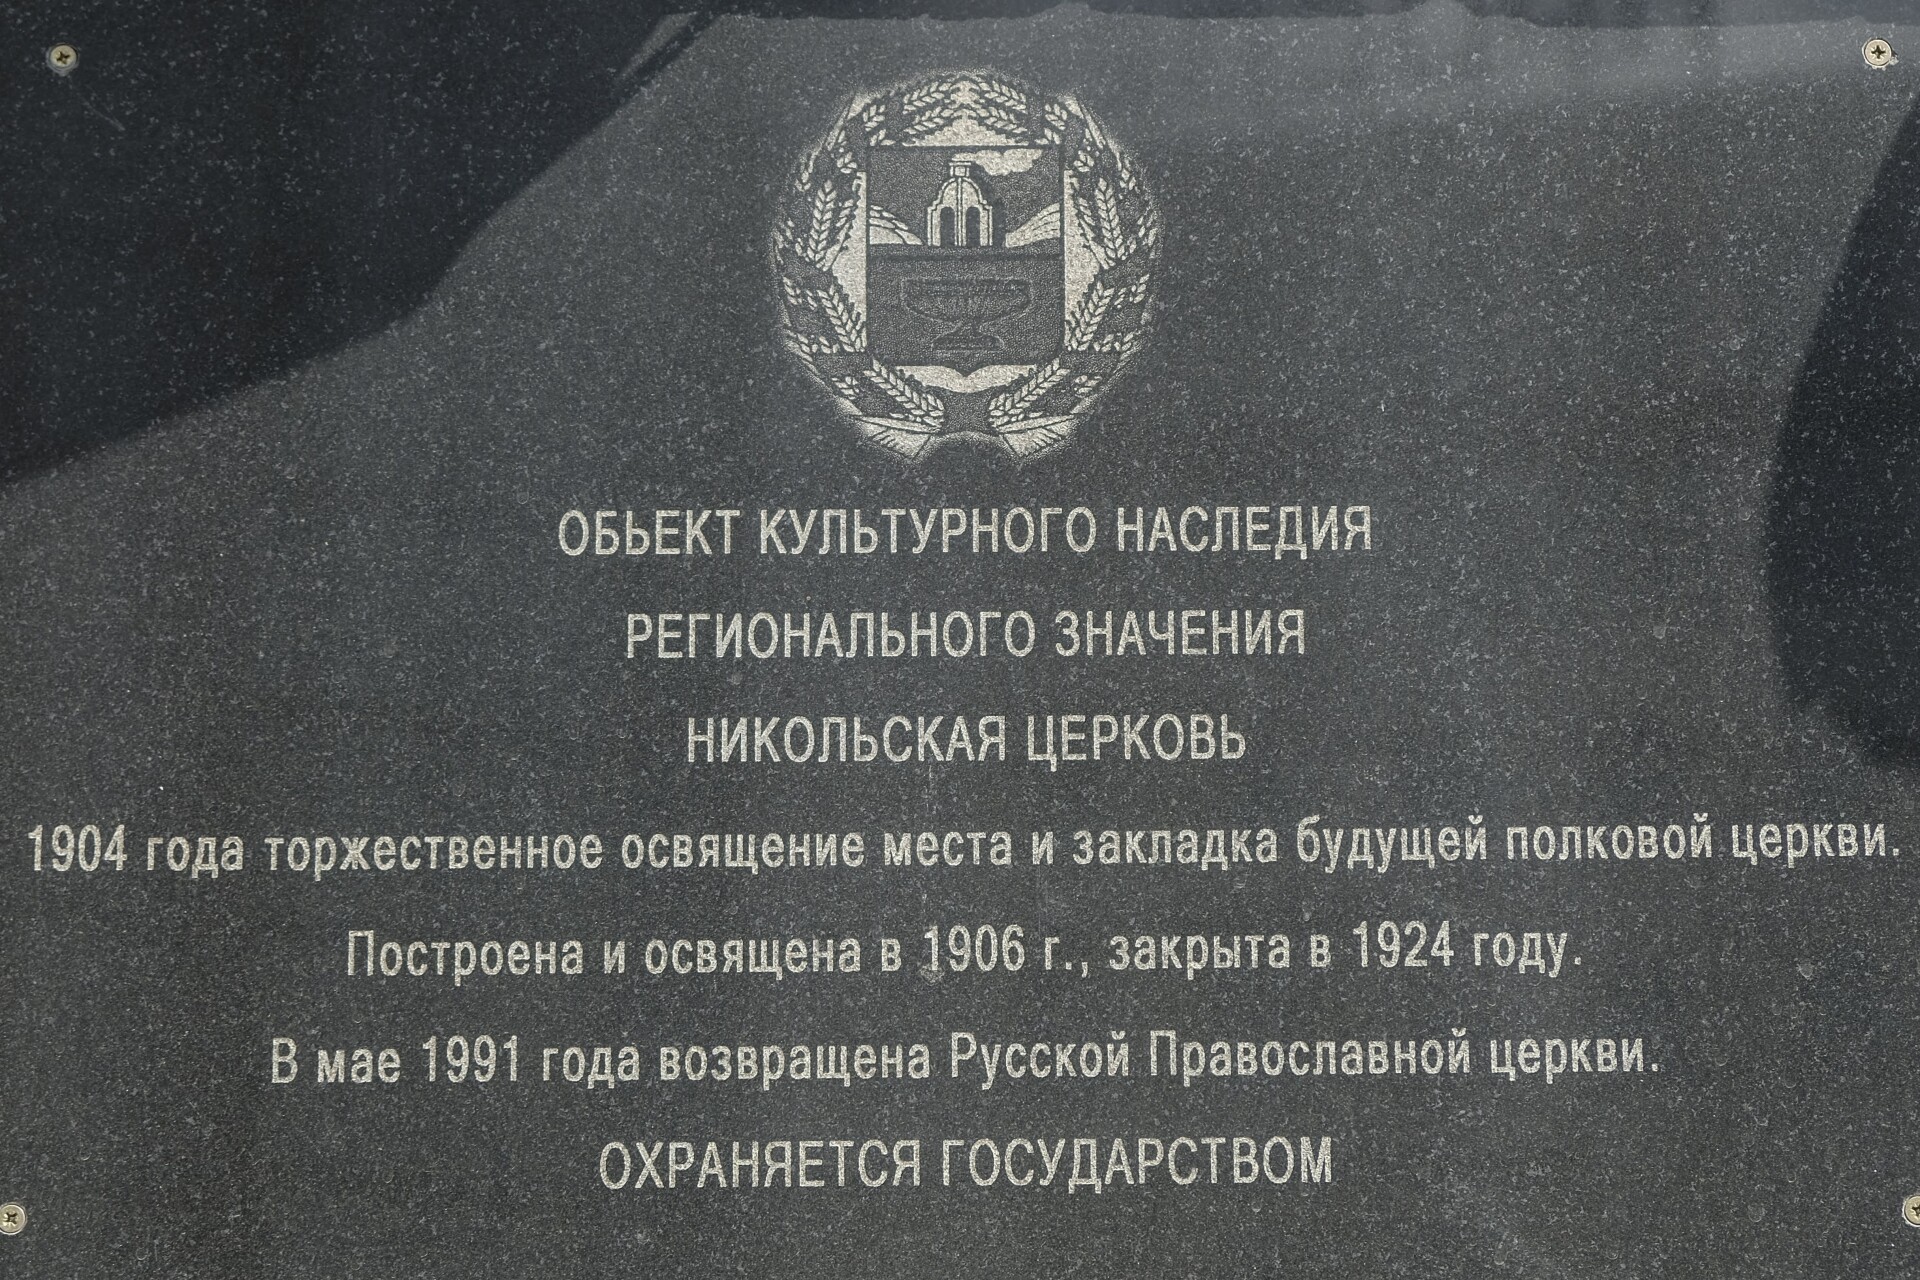 ОБЬЕКТ КУЛЬТУРНОГО НАСЛЕДИЯ
РЕГИОНАЛЬНОГО ЗНАЧЕНИЯ
НИКОЛЬСКАЯ ЦЕРКОВЬ
1904 года торжественное освящение места и закладка будущей полковой церкви.
Построена и освящена в 1906 г., закрыта в 1924 году.
В мае 1991 года возвращена Русской Православной церкви.
ОХРАНЯЕТСЯ ГОСУДАРСТВОМ